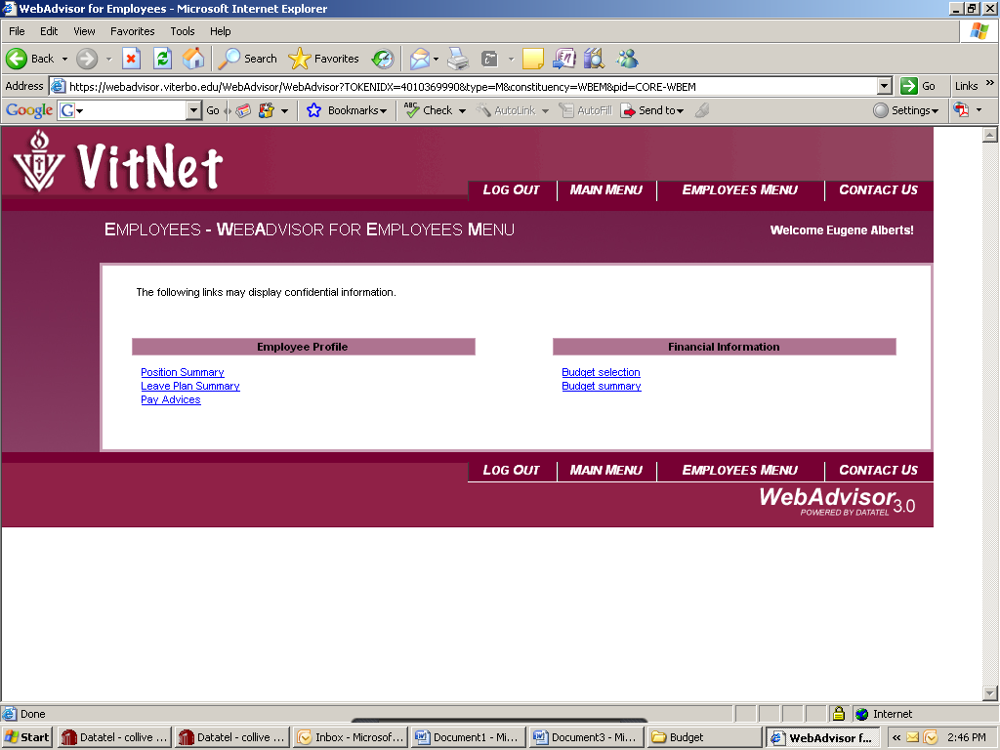 WebAdvisor for Employees - Microsoft Internet Explorer
File Edit View Favorites Tools Help
Back Search Favorites
Address https://webadvisor.viterbo.edu/WebAdvisor/WebAdvisor?TOKENIDX=4010369990&type=M&constituency=WBEM&pid=CORE-WBEM Go Links »
Google G Go Bookmarks ABC Check AutoLink AutoFill Send to Settings
VitNet
LOG OUT MAIN MENU EMPLOYEES MENU CONTACT US
EMPLOYEES - WEBADVISOR FOR EMPLOYEES MENU Welcome Eugene Alberts!
The following links may display confidential information.
Employee Profile Financial Information
Position Summary Budget selection
Leave Plan Summary Budget summary
Pay Advices
LOG OUT MAIN MENU EMPLOYEES MENU CONTACT US
WebAdvisor 3.0
POWERED BY DATATEL
Done Internet
Start Datatel - collive ... Datatel - collive ... Inbox - Microsof... Document1 - Mi... Document3 - Mi... Budget WebAdvisor f... « 2:46 PM